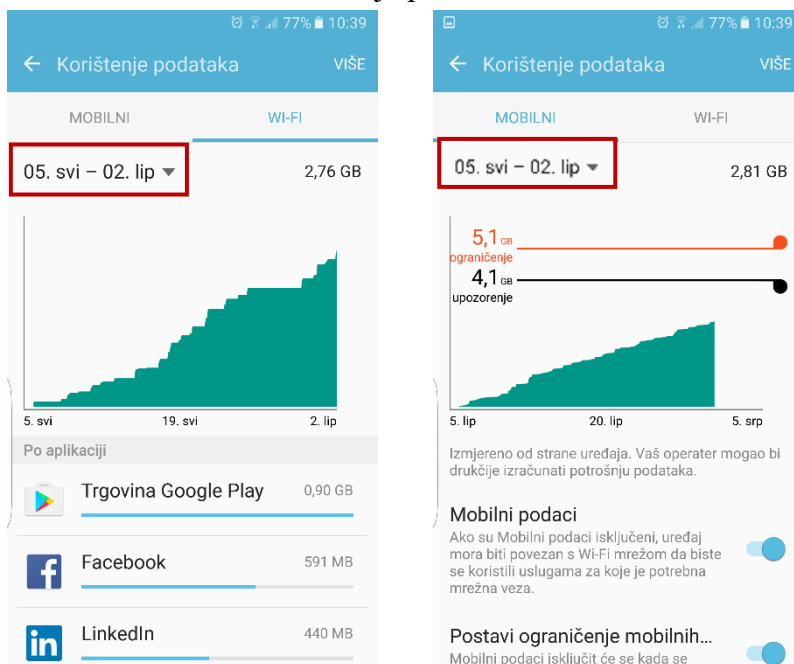 77% 10:39
Korištenje podataka VIŠE
MOBILNI WI-FI
05. svi – 02. lip 2,76 GB
5. svi 19. svi 2. lip
Po aplikaciji
Trgovina Google Play 0,90 GB
Facebook 591 MB
LinkedIn 440 MB
77% 10:39
Korištenje podataka VIŠE
MOBILNI WI-FI
05. svi – 02. lip 2,81 GB
5,1 GB
ograničenje
4,1 GB
upozorenje
5. lip 20. lip 5. srp
Izmjereno od strane uređaja. Vaš operater mogao bi
drukčije izračunati potrošnju podataka.
Mobilni podaci
Ako su Mobilni podaci isključeni, uređaj
mora biti povezan s Wi-Fi mrežom da biste
se koristili uslugama za koje je potrebna
mrežna veza.
Postavi ograničenje mobilnih...
Mobilni podaci isključit će se kada se